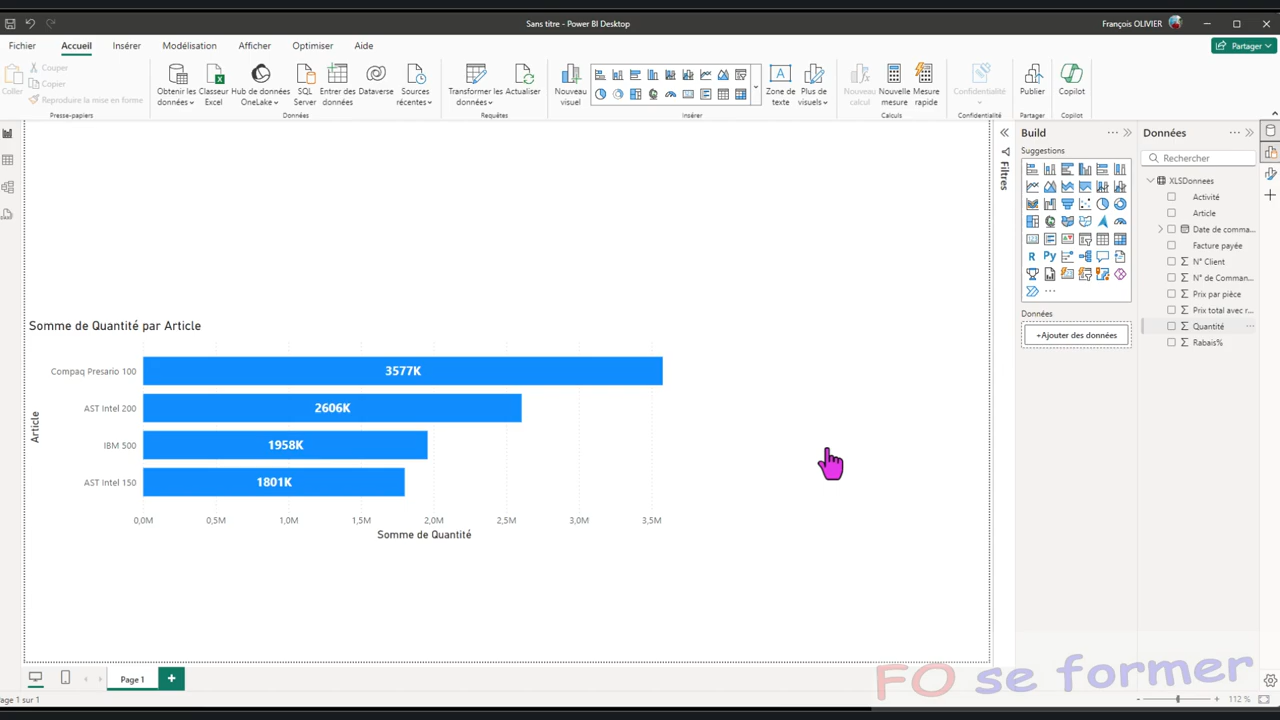 Sans titre - Power BI Desktop
François OLIVIER
Fichier
Accueil
Insérer
Modélisation
Afficher
Optimiser
Aide
Partager
Coller
Couper
Copier
Reproduire la mise en forme
Presse-papiers
Obtenir les données
Classeur Excel
Hub de données OneLake
SQL Server
Entrer des données
Dataverse
Sources récentes
Données
Transformer les données
Actualiser
Requêtes
Nouveau visuel
Zone de texte
Plus de visuels
Insérer
Nouveau calcul
Nouvelle mesure
Mesure rapide
Calculs
Confidentialité
Confidentialité
Publier
Partager
Copilot
Copilot
Filtres
Build
Suggestions
R
Py
Données
+Ajouter des données
Données
Rechercher
XLSDonnees
Activité
Article
Date de comma...
Facture payée
N° Client
N° de Comman...
Prix par pièce
Prix total avec r...
Quantité
Rabais%
Somme de Quantité par Article
Article
Compaq Presario 100
3577K
AST Intel 200
2606K
IBM 500
1958K
AST Intel 150
1801K
0,0M
0,5M
1,0M
1,5M
2,0M
2,5M
3,0M
3,5M
Somme de Quantité
Page 1
FO se former
age 1 sur 1
112 %